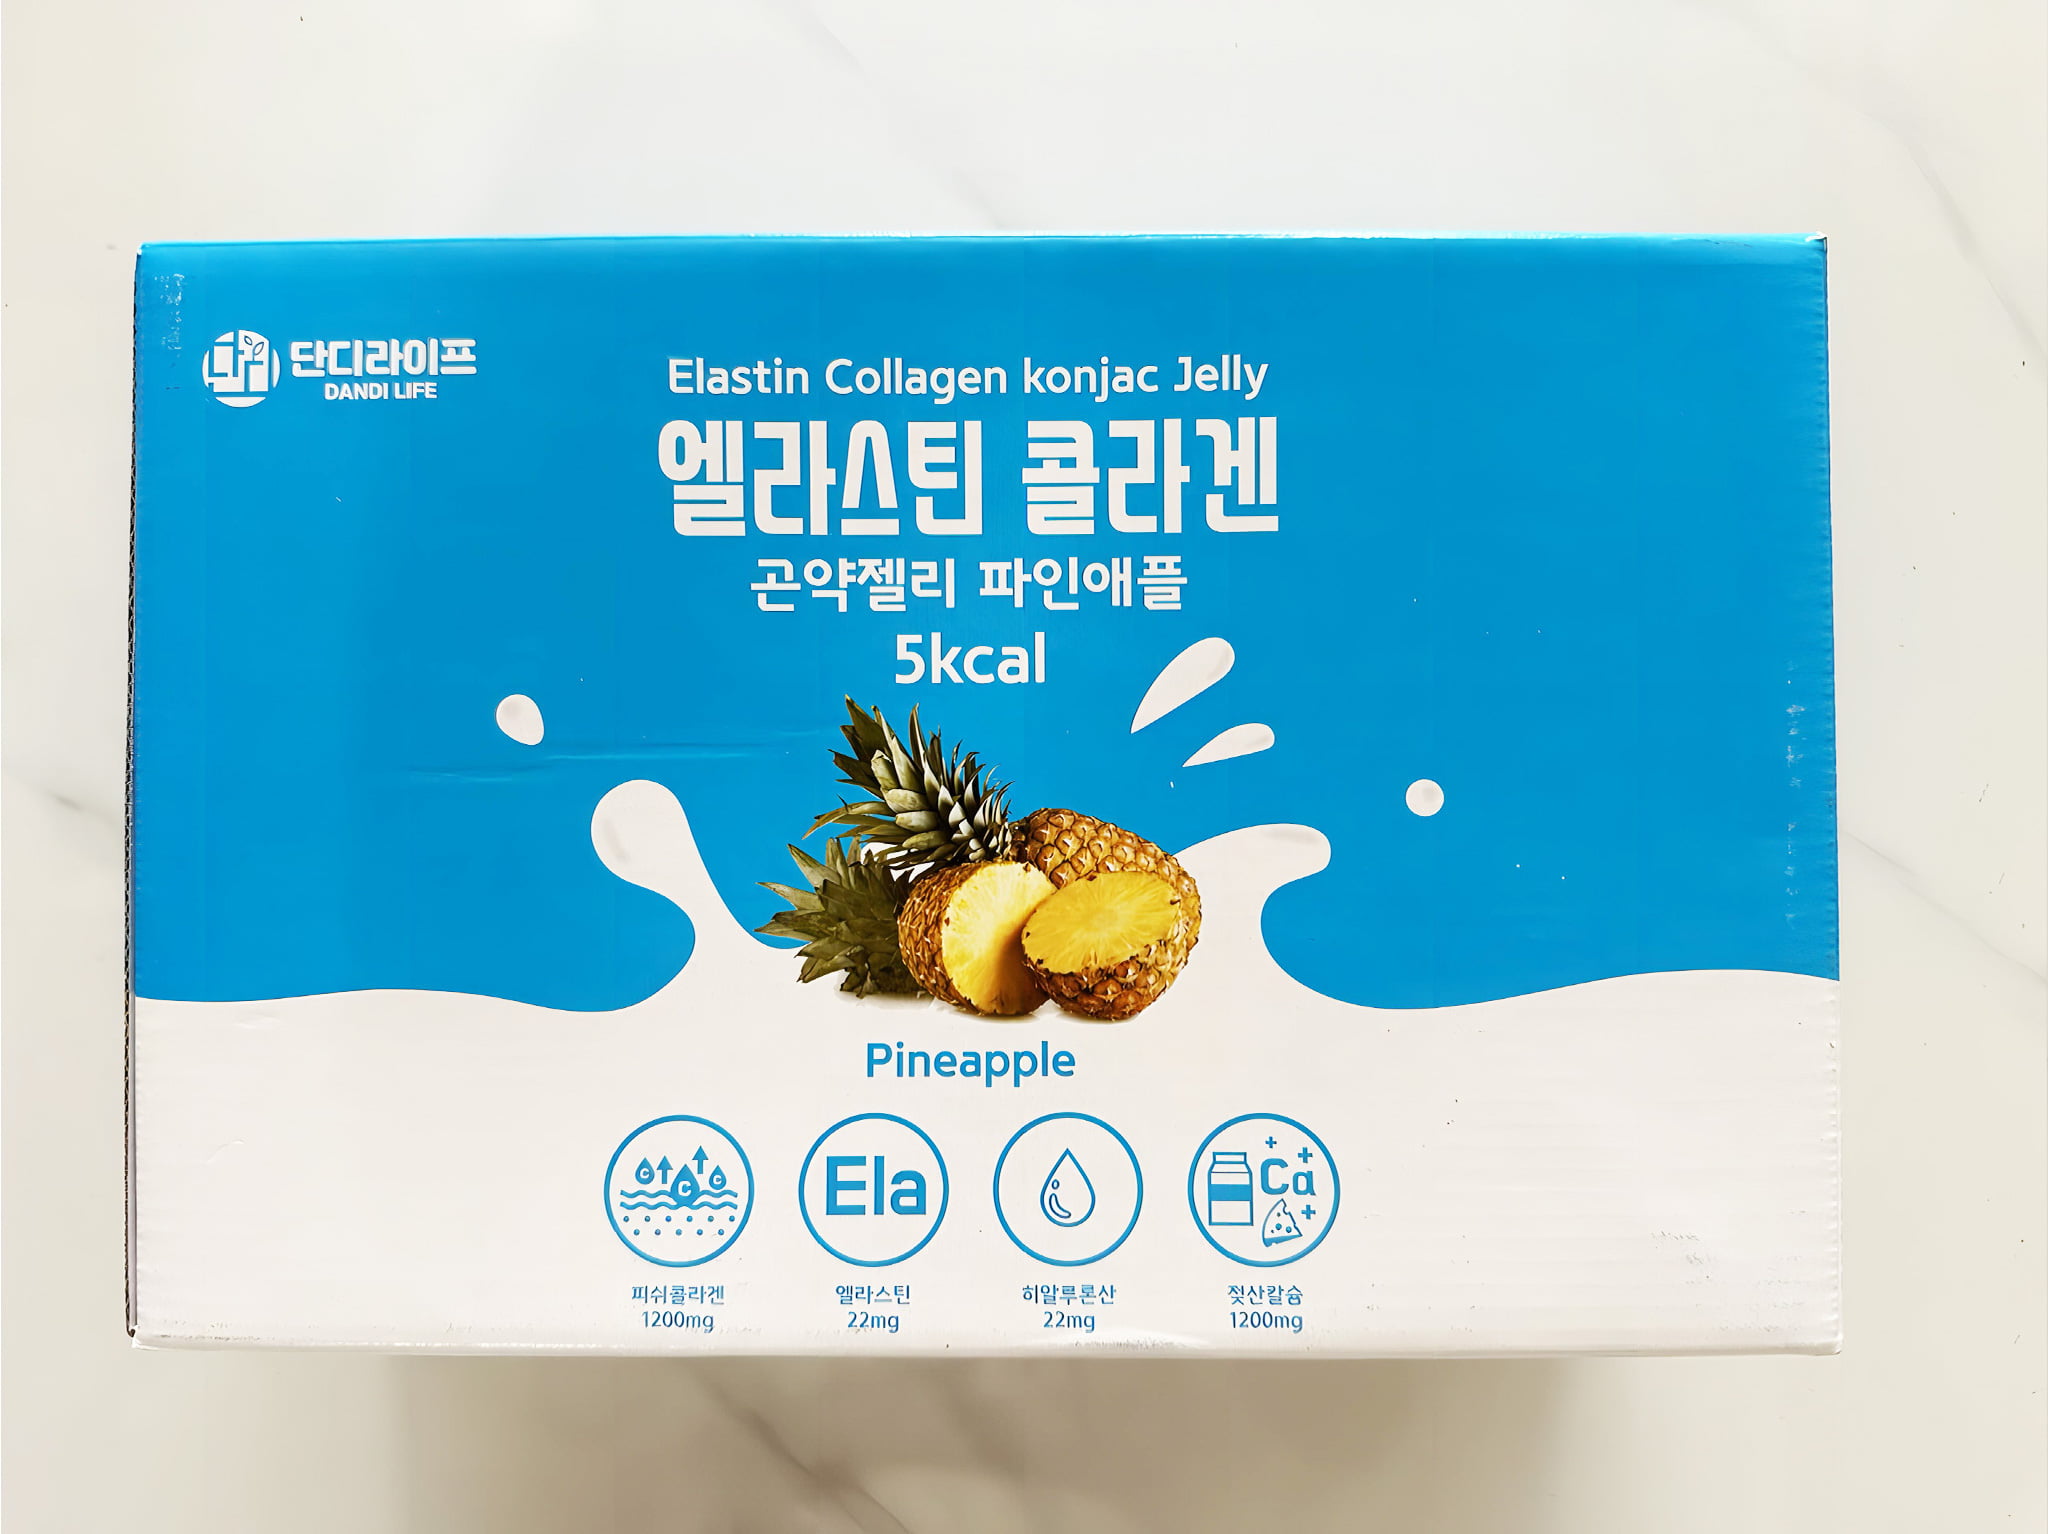 단디라이프
DANDI LIFE
Elastin Collagen konjac Jelly
엘라스틴 콜라겐
곤약젤리 파인애플
5kcal
Pineapple
C C C
Ela
Ca
피쉬콜라겐
1200mg
엘라스틴
22mg
히알루론산
22mg
젖산칼슘
1200mg